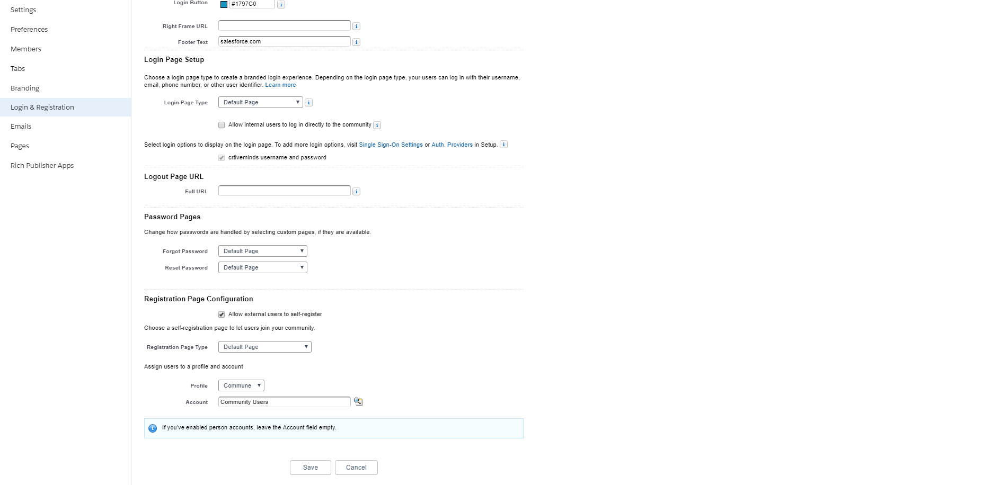 Settings
Preferences
Members
Tabs
Branding
Login & Registration
Emails
Pages
Rich Publisher Apps
Login Button #1797C0
Right Frame URL
Footer Text salesforce.com
Login Page Setup
Choose a login page type to create a branded login experience. Depending on the login page type, your users can log in with their username,
email, phone number, or other user identifier. Learn more
Login Page Type Default Page
Allow internal users to log in directly to the community
Select login options to display on the login page. To add more login options, visit Single Sign-On Settings or Auth. Providers in Setup.
crtiveminds username and password
Logout Page URL
Full URL
Password Pages
Change how passwords are handled by selecting custom pages, if they are available.
Forgot Password Default Page
Reset Password Default Page
Registration Page Configuration
Allow external users to self-register
Choose a self-registration page to let users join your community.
Registration Page Type Default Page
Assign users to a profile and account
Profile Commune
Account Community Users
If you've enabled person accounts, leave the Account field empty.
Save Cancel